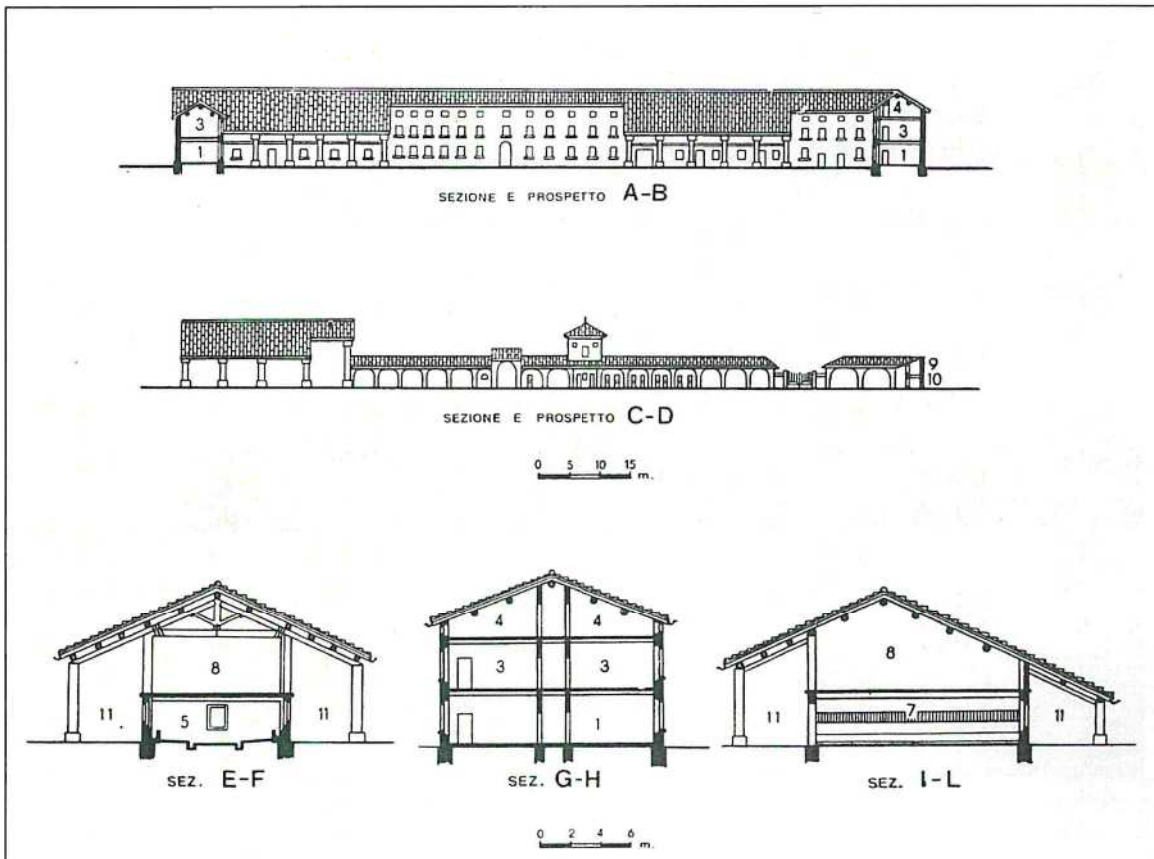 4
3
3
1
1
SEZIONE E PROSPETTO A-B
9
10
SEZIONE E PROSPETTO C-D
0 5 10 15
m.
4 4
8
3 3
8
11 5 11
1
11 7 11
SEZ. E-F
SEZ. G-H
SEZ. I-L
0 2 4 6
m.